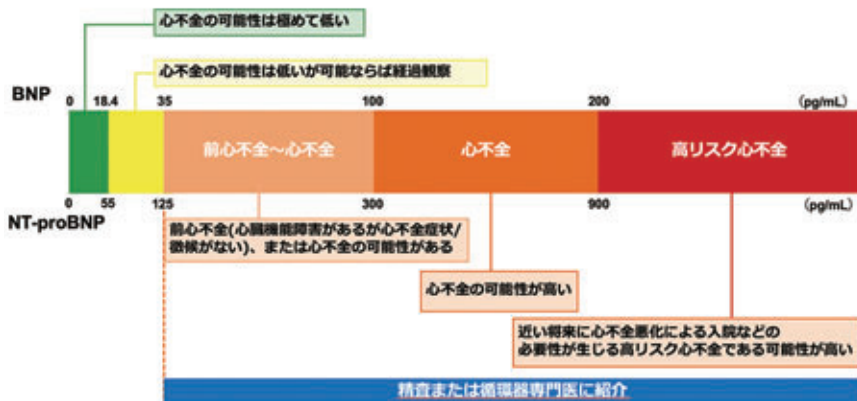 心不全の可能性は極めて低い
心不全の可能性は低いが可能ならば経過観察
BNP
0 18.4 35 100 200 (pg/mL)
前心不全~心不全 心不全 高リスク心不全
0 55 125 300 900 (pg/mL)
NT-proBNP
前心不全(心臓機能障害があるが心不全症状/
徴候がない)、または心不全の可能性がある
心不全の可能性が高い
近い将来に心不全悪化による入院などの
必要性が生じる高リスク心不全である可能性が高い
精査または循環器専門医に紹介